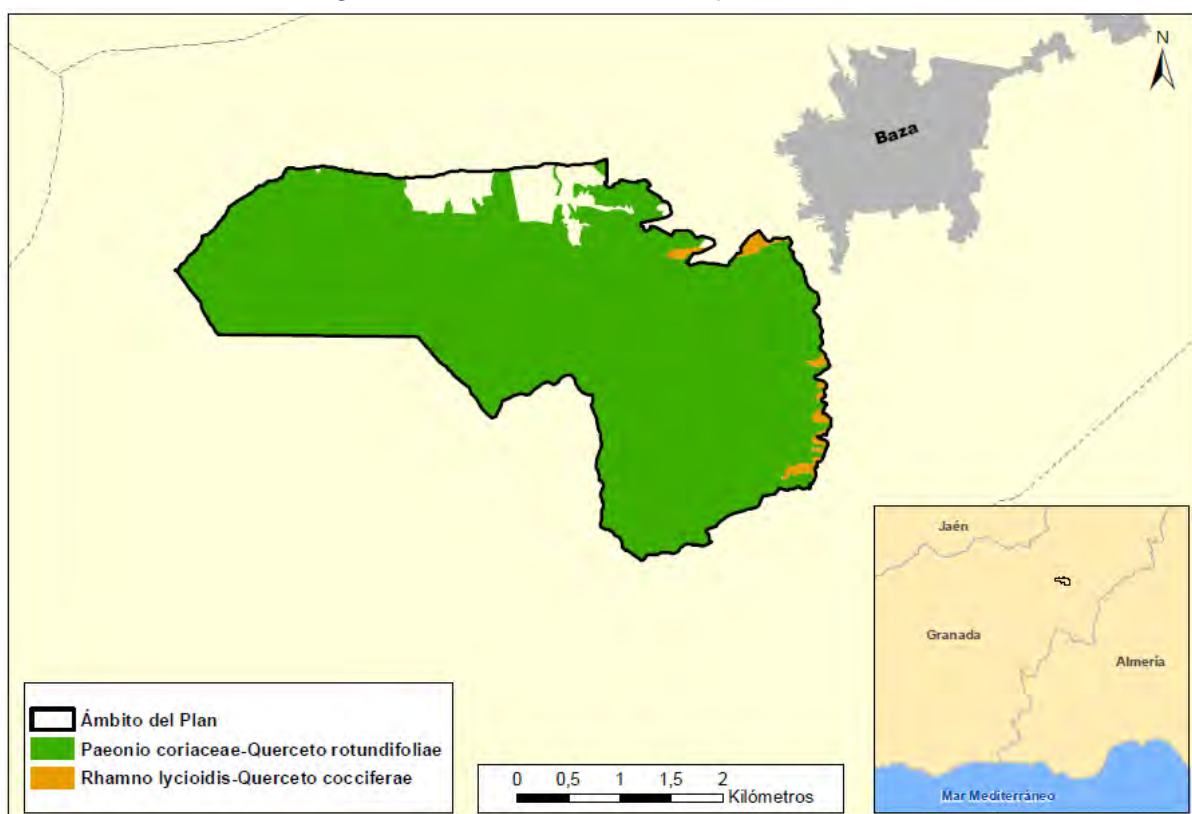 N
Baza
Jaén
Granada
Almería
Mar Mediterráneo
Ámbito del Plan
Paeonio coriaceae-Querceto rotundifoliae
Rhamno lycioidis-Querceto cocciferae
0 0,5 1 1,5 2
Kilómetros